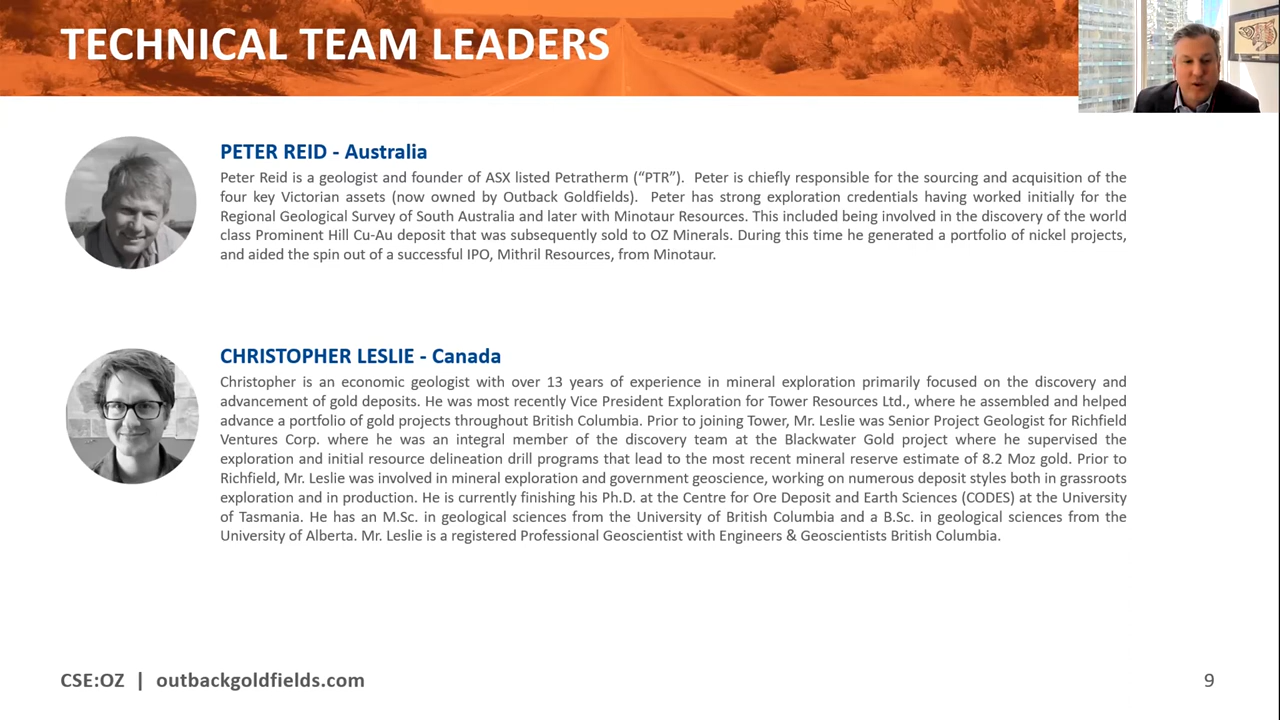 TECHNICAL TEAM LEADERS
PETER REID - Australia
Peter Reid is a geologist and founder of ASX listed Petratherm (“PTR”).  Peter is chiefly responsible for the sourcing and acquisition of the
four key Victorian assets (now owned by Outback Goldfields).  Peter has strong exploration credentials having worked initially for the
Regional Geological Survey of South Australia and later with Minotaur Resources. This included being involved in the discovery of the world
class Prominent Hill Cu-Au deposit that was subsequently sold to OZ Minerals. During this time he generated a portfolio of nickel projects,
and aided the spin out of a successful IPO, Mithril Resources, from Minotaur.
CHRISTOPHER LESLIE - Canada
Christopher is an economic geologist with over 13 years of experience in mineral exploration primarily focused on the discovery and
advancement of gold deposits. He was most recently Vice President Exploration for Tower Resources Ltd., where he assembled and helped
advance a portfolio of gold projects throughout British Columbia. Prior to joining Tower, Mr. Leslie was Senior Project Geologist for Richfield
Ventures Corp. where he was an integral member of the discovery team at the Blackwater Gold project where he supervised the
exploration and initial resource delineation drill programs that lead to the most recent mineral reserve estimate of 8.2 Moz gold. Prior to
Richfield, Mr. Leslie was involved in mineral exploration and government geoscience, working on numerous deposit styles both in grassroots
exploration and in production. He is currently finishing his Ph.D. at the Centre for Ore Deposit and Earth Sciences (CODES) at the University
of Tasmania. He has an M.Sc. in geological sciences from the University of British Columbia and a B.Sc. in geological sciences from the
University of Alberta. Mr. Leslie is a registered Professional Geoscientist with Engineers & Geoscientists British Columbia.
CSE:OZ | outbackgoldfields.com
9